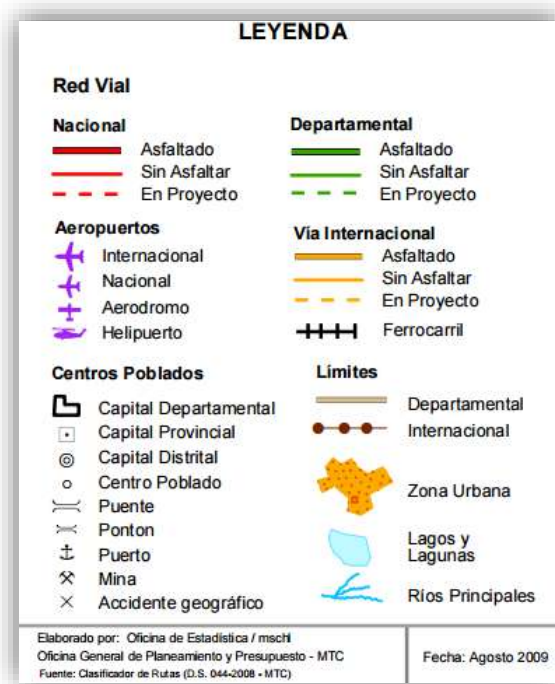 LEYENDA
Red Vial
Nacional
Asfaltado
Sin Asfaltar
En Proyecto
Departamental
Asfaltado
Sin Asfaltar
En Proyecto
Aeropuertos
Internacional
Nacional
Aerodromo
Helipuerto
Vía Internacional
Asfaltado
Sin Asfaltar
En Proyecto
Ferrocarril
Centros Poblados
Capital Departamental
Capital Provincial
Capital Distrital
Centro Poblado
Puente
Ponton
Puerto
Mina
Accidente geográfico
Límites
Departamental
Internacional
Zona Urbana
Lagos y
Lagunas
Ríos Principales
Elaborado por: Oficina de Estadística / mschl
Oficina General de Planeamiento y Presupuesto - MTC
Fuente: Clasificador de Rutas (D.S. 044-2008 - MTC)
Fecha: Agosto 2009